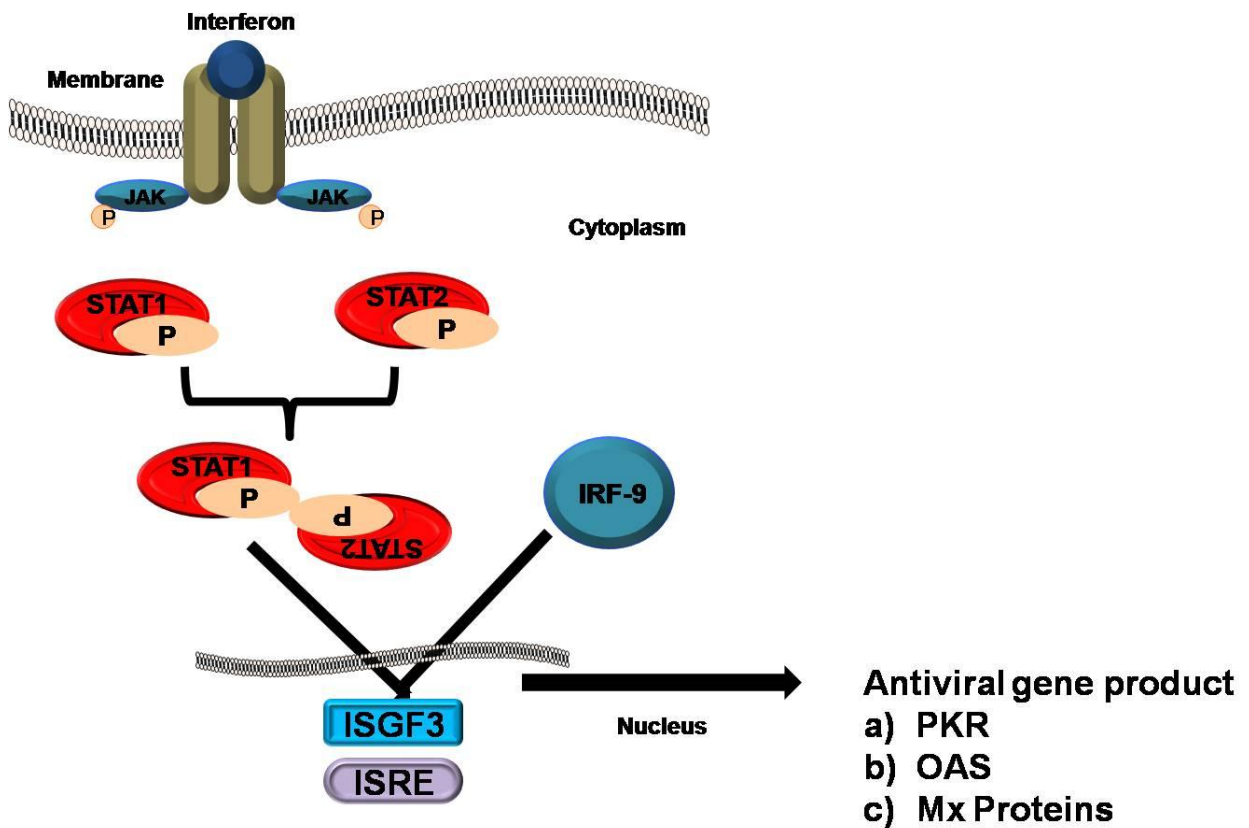 Interferon
Membrane
JAK
JAK
P
P
Cytoplasm
STAT1
P
STAT2
P
STAT1
P
P
STAT2
IRF-9
ISGF3
ISRE
Nucleus
Antiviral gene product
a) PKR
b) OAS
c) Mx Proteins